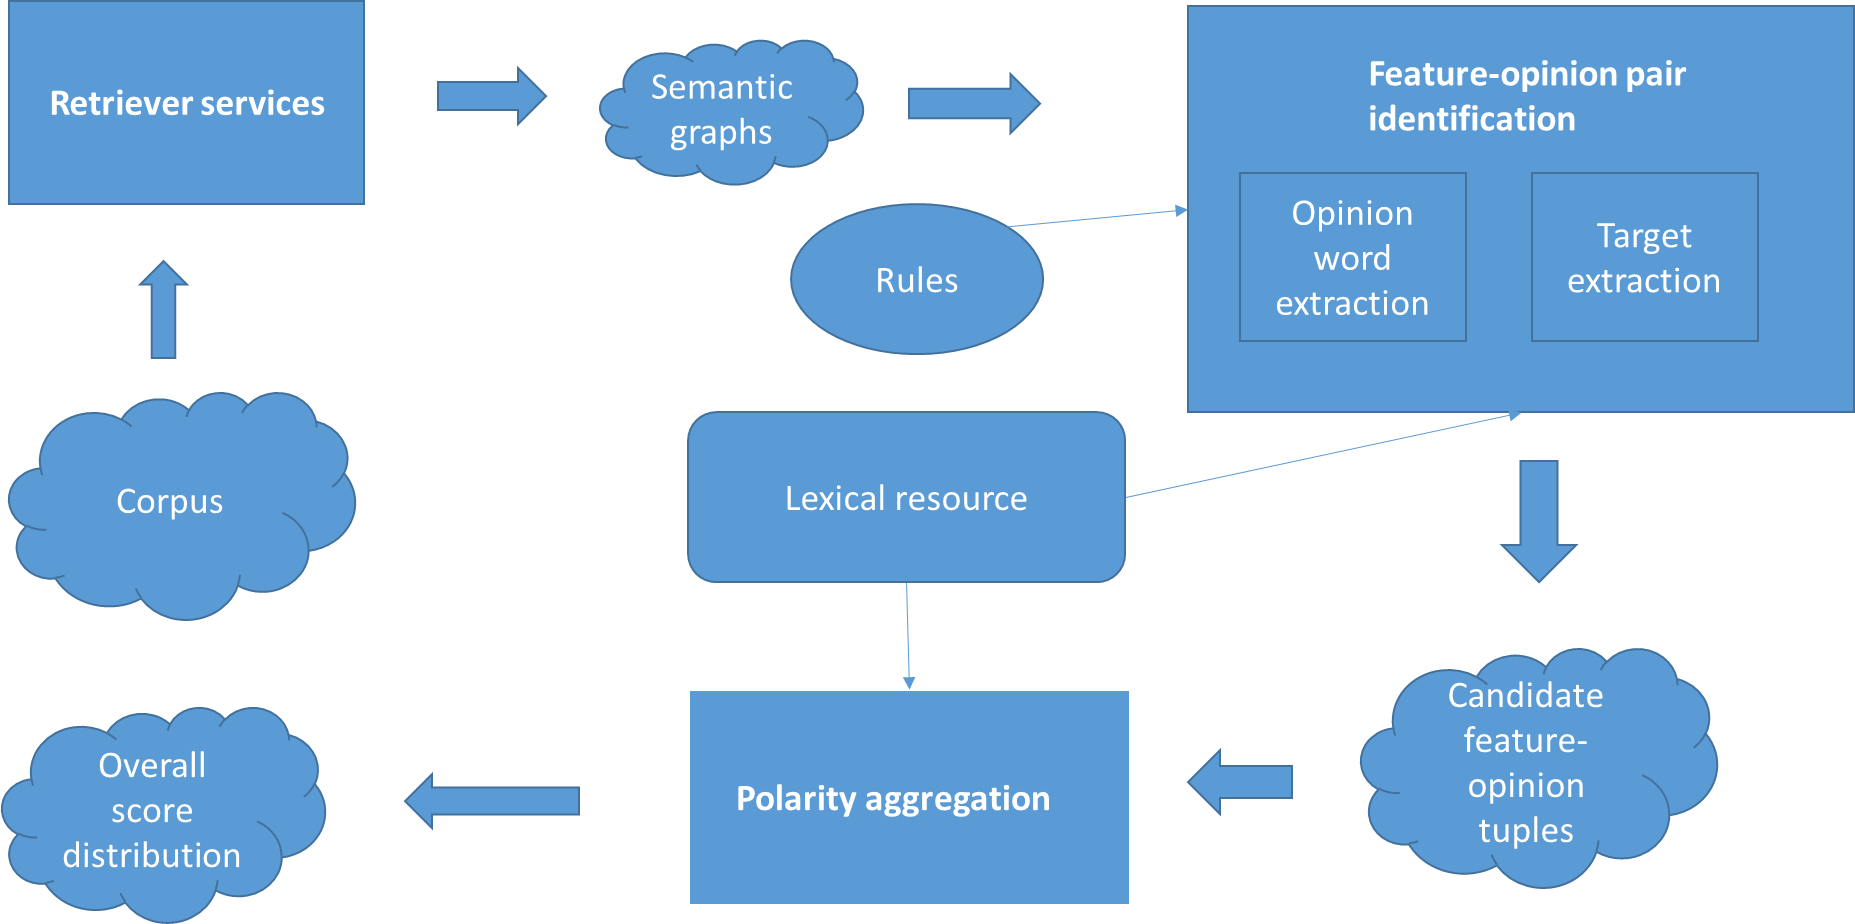 Retriever services
Semantic
graphs
Feature-opinion pair
identification
Opinion
word
extraction
Target
extraction
Rules
Corpus
Lexical resource
Overall
score
distribution
Polarity aggregation
Candidate
feature-
opinion
tuples